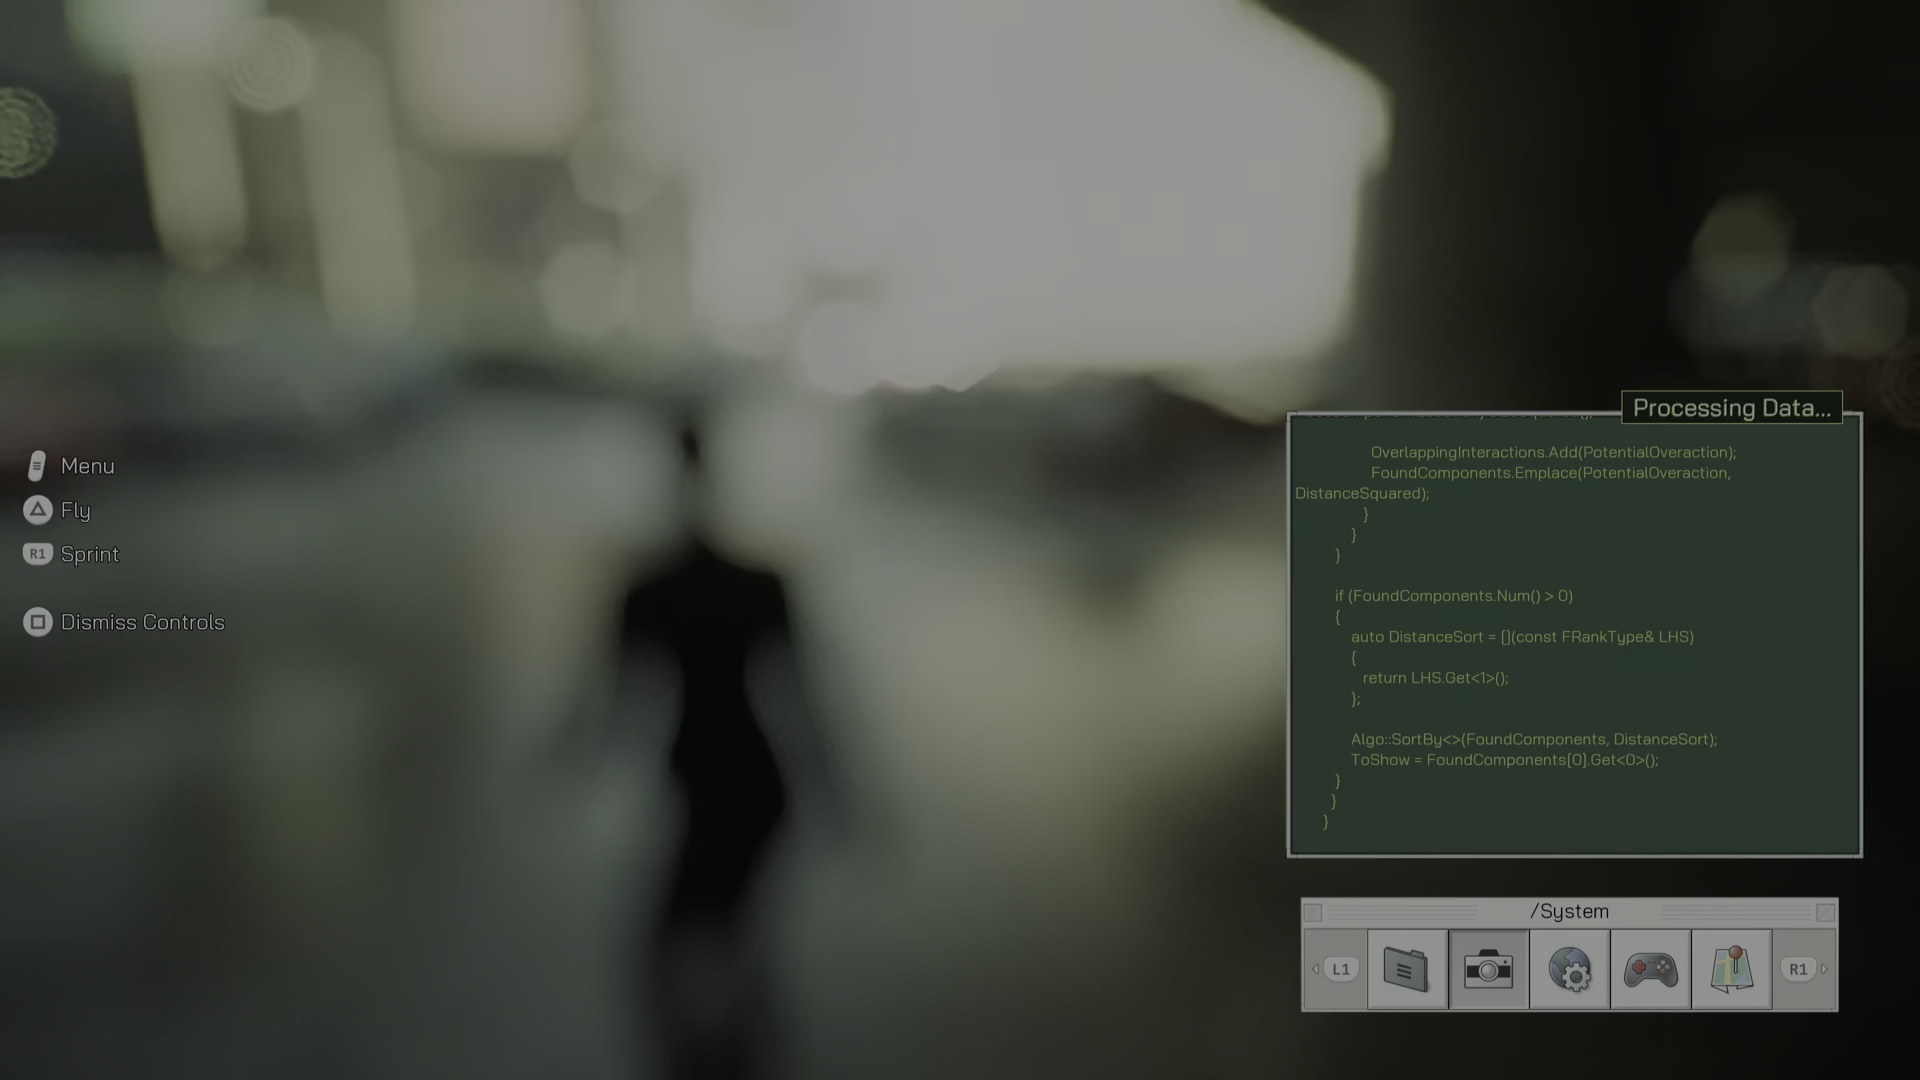 Menu
Fly
R1 Sprint
Dismiss Controls
Processing Data...
OverlappingInteractions.Add(PotentialOveraction);
FoundComponents.Emplace(PotentialOveraction,
DistanceSquared);
}
}
}
if (FoundComponents.Num() > 0)
{
auto DistanceSort = [](const FRankType& LHS)
{
return LHS.Get<1>();
};
Algo::SortBy<>(FoundComponents, DistanceSort);
ToShow = FoundComponents[0].Get<0>();
}
}
}
/System
L1
R1